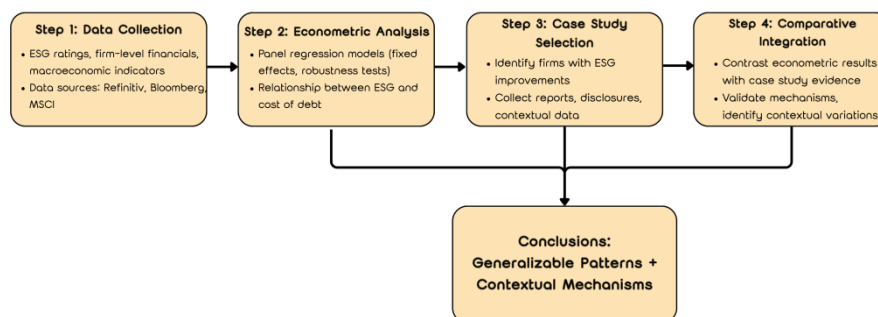 Step 1: Data Collection
• ESG ratings, firm-level financials,
macroeconomic indicators
• Data sources: Refinitiv, Bloomberg,
MSCI
Step 2: Econometric Analysis
• Panel regression models (fixed
effects, robustness tests)
• Relationship between ESG and
cost of debt
Step 3: Case Study
Selection
• Identify firms with ESG
improvements
• Collect reports, disclosures,
contextual data
Step 4: Comparative
Integration
• Contrast econometric results
with case study evidence
• Validate mechanisms,
identify contextual variations
Conclusions:
Generalizable Patterns +
Contextual Mechanisms